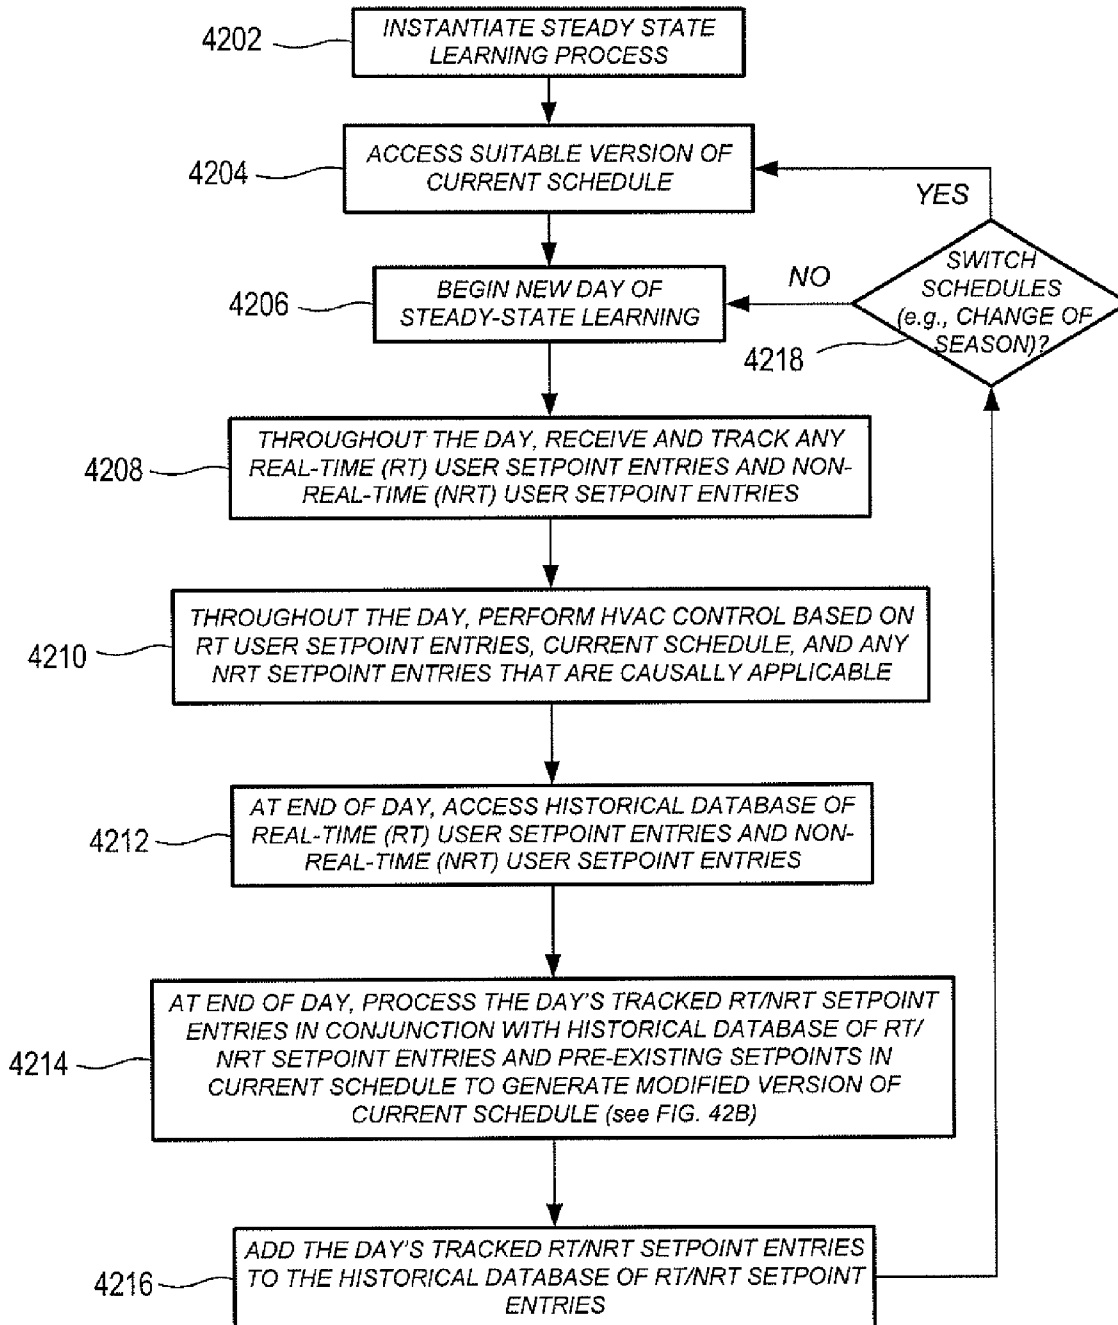 4202
INSTANTIATE STEADY STATE
LEARNING PROCESS
4204
ACCESS SUITABLE VERSION OF
CURRENT SCHEDULE
YES
4206
BEGIN NEW DAY OF
STEADY-STATE LEARNING
NO
SWITCH
SCHEDULES
(e.g., CHANGE OF
SEASON)?
4218
4208
THROUGHOUT THE DAY, RECEIVE AND TRACK ANY
REAL-TIME (RT) USER SETPOINT ENTRIES AND NON-
REAL-TIME (NRT) USER SETPOINT ENTRIES
4210
THROUGHOUT THE DAY, PERFORM HVAC CONTROL BASED ON
RT USER SETPOINT ENTRIES, CURRENT SCHEDULE, AND ANY
NRT SETPOINT ENTRIES THAT ARE CAUSALLY APPLICABLE
4212
AT END OF DAY, ACCESS HISTORICAL DATABASE OF
REAL-TIME (RT) USER SETPOINT ENTRIES AND NON-
REAL-TIME (NRT) USER SETPOINT ENTRIES
4214
AT END OF DAY, PROCESS THE DAY'S TRACKED RT/NRT SETPOINT
ENTRIES IN CONJUNCTION WITH HISTORICAL DATABASE OF RT/
NRT SETPOINT ENTRIES AND PRE-EXISTING SETPOINTS IN
CURRENT SCHEDULE TO GENERATE MODIFIED VERSION OF
CURRENT SCHEDULE (see FIG. 42B)
4216
ADD THE DAY'S TRACKED RT/NRT SETPOINT ENTRIES
TO THE HISTORICAL DATABASE OF RT/NRT SETPOINT
ENTRIES